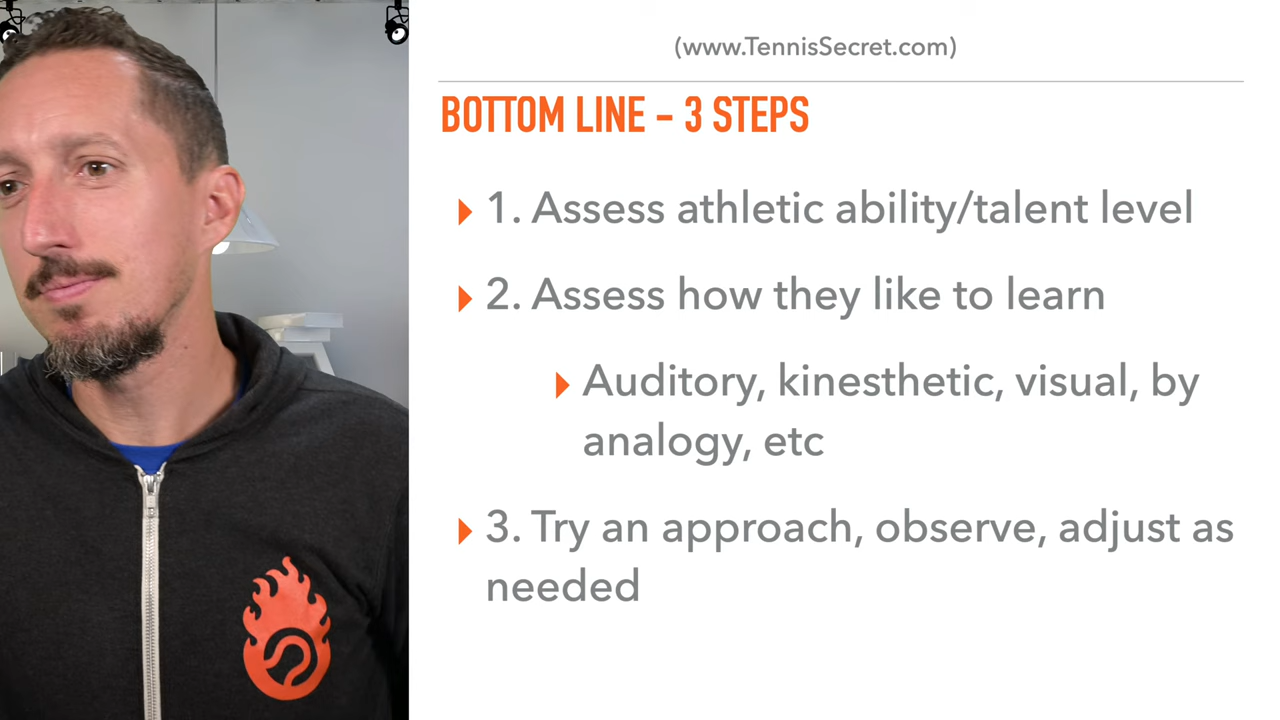 (www.TennisSecret.com)
BOTTOM LINE – 3 STEPS
1. Assess athletic ability/talent level
2. Assess how they like to learn
Auditory, kinesthetic, visual, by
analogy, etc
3. Try an approach, observe, adjust as
needed